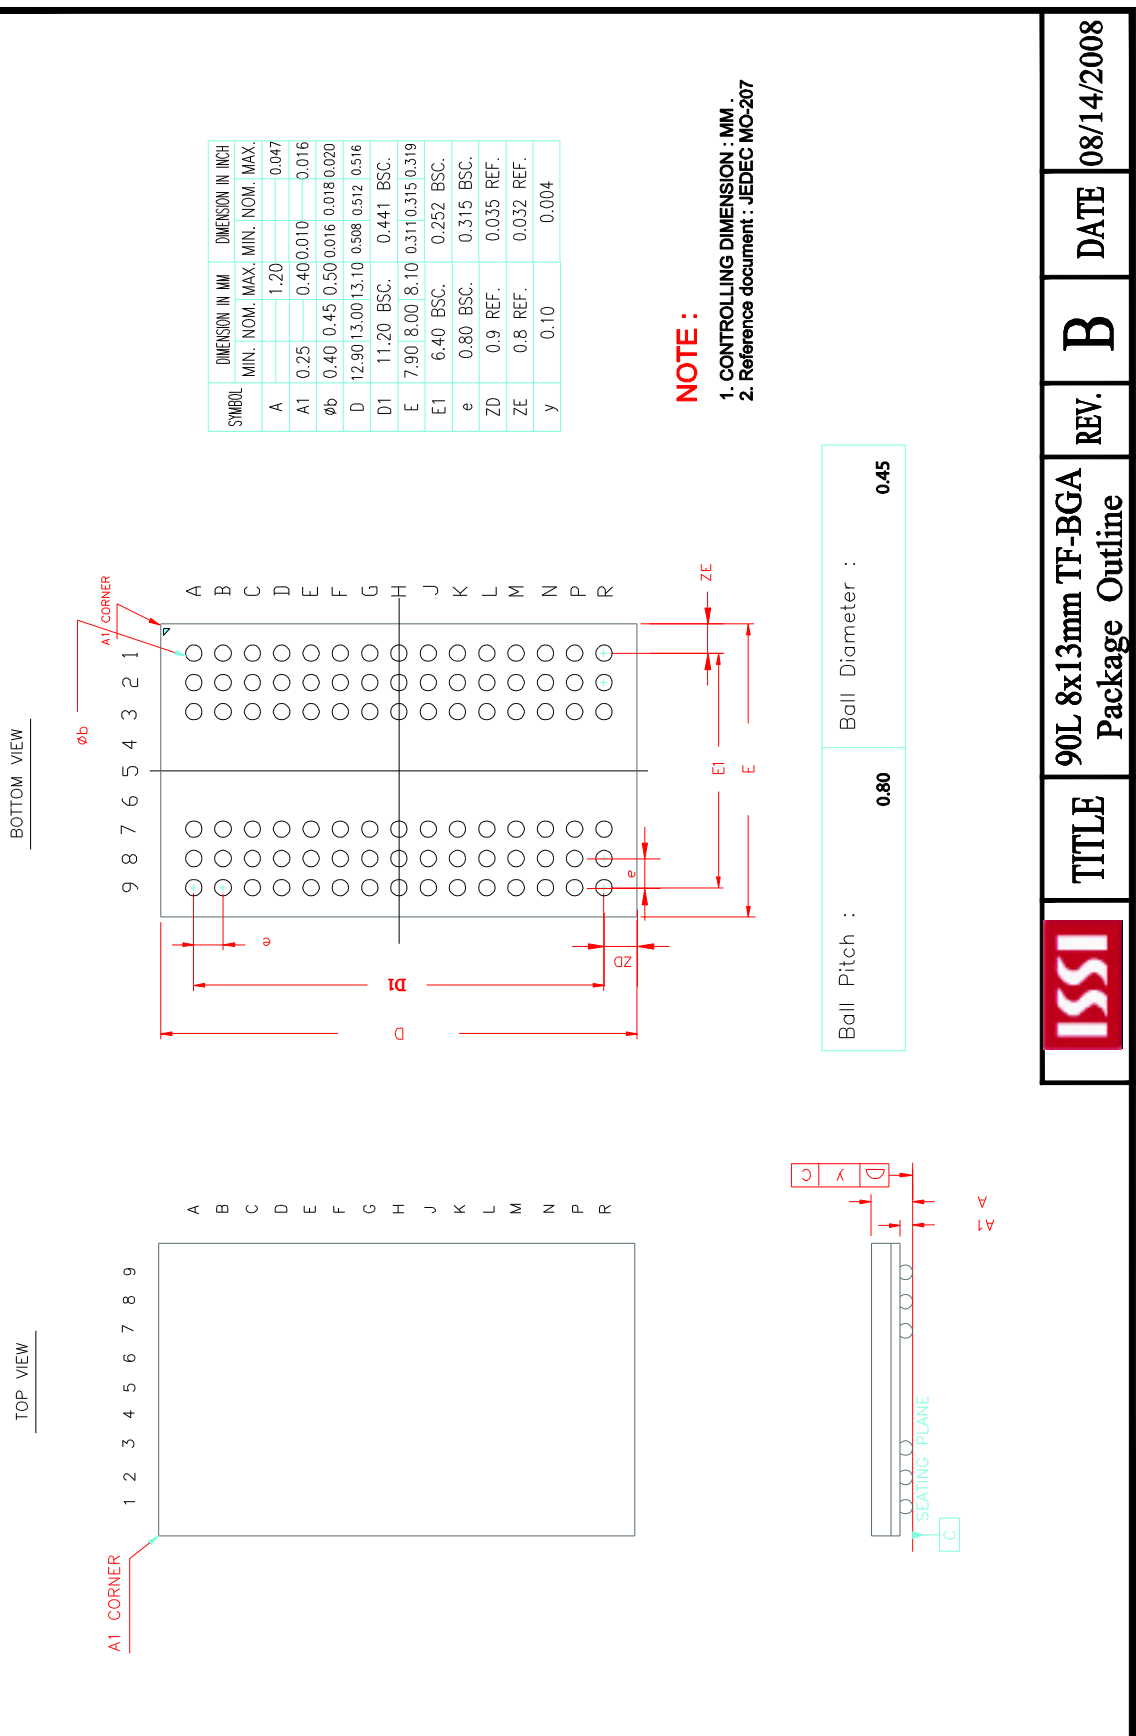 TOP VIEW
A1 CORNER
1 2 3 4 5 6 7 8 9
A
B
C
D
E
F
G
H
J
K
L
M
N
P
R
BOTTOM VIEW
Øb
A1 CORNER
9 8 7 6 5 4 3 2 1
A
B
C
D
E
F
G
H
J
K
L
M
N
P
R
e
D1
D
ZD
e
E1
E
ZE
SYMBOL DIMENSION IN MM DIMENSION IN INCH
MIN. NOM. MAX. MIN. NOM. MAX.
A 1.20 0.047
A1 0.25 0.40 0.010 0.016
Øb 0.40 0.45 0.50 0.016 0.018 0.020
D 12.90 13.00 13.10 0.508 0.512 0.516
D1 11.20 BSC. 0.441 BSC.
E 7.90 8.00 8.10 0.311 0.315 0.319
E1 6.40 BSC. 0.252 BSC.
e 0.80 BSC. 0.315 BSC.
ZD 0.9 REF. 0.035 REF.
ZE 0.8 REF. 0.032 REF.
y 0.10 0.004
NOTE :
1. CONTROLLING DIMENSION : MM .
2. Reference document : JEDEC MO-207
C y
A
A1
SEATING PLANE
C
Ball Pitch : 0.80
Ball Diameter : 0.45
ISSI
TITLE
90L 8x13mm TF-BGA
Package Outline
REV.
B
DATE
08/14/2008